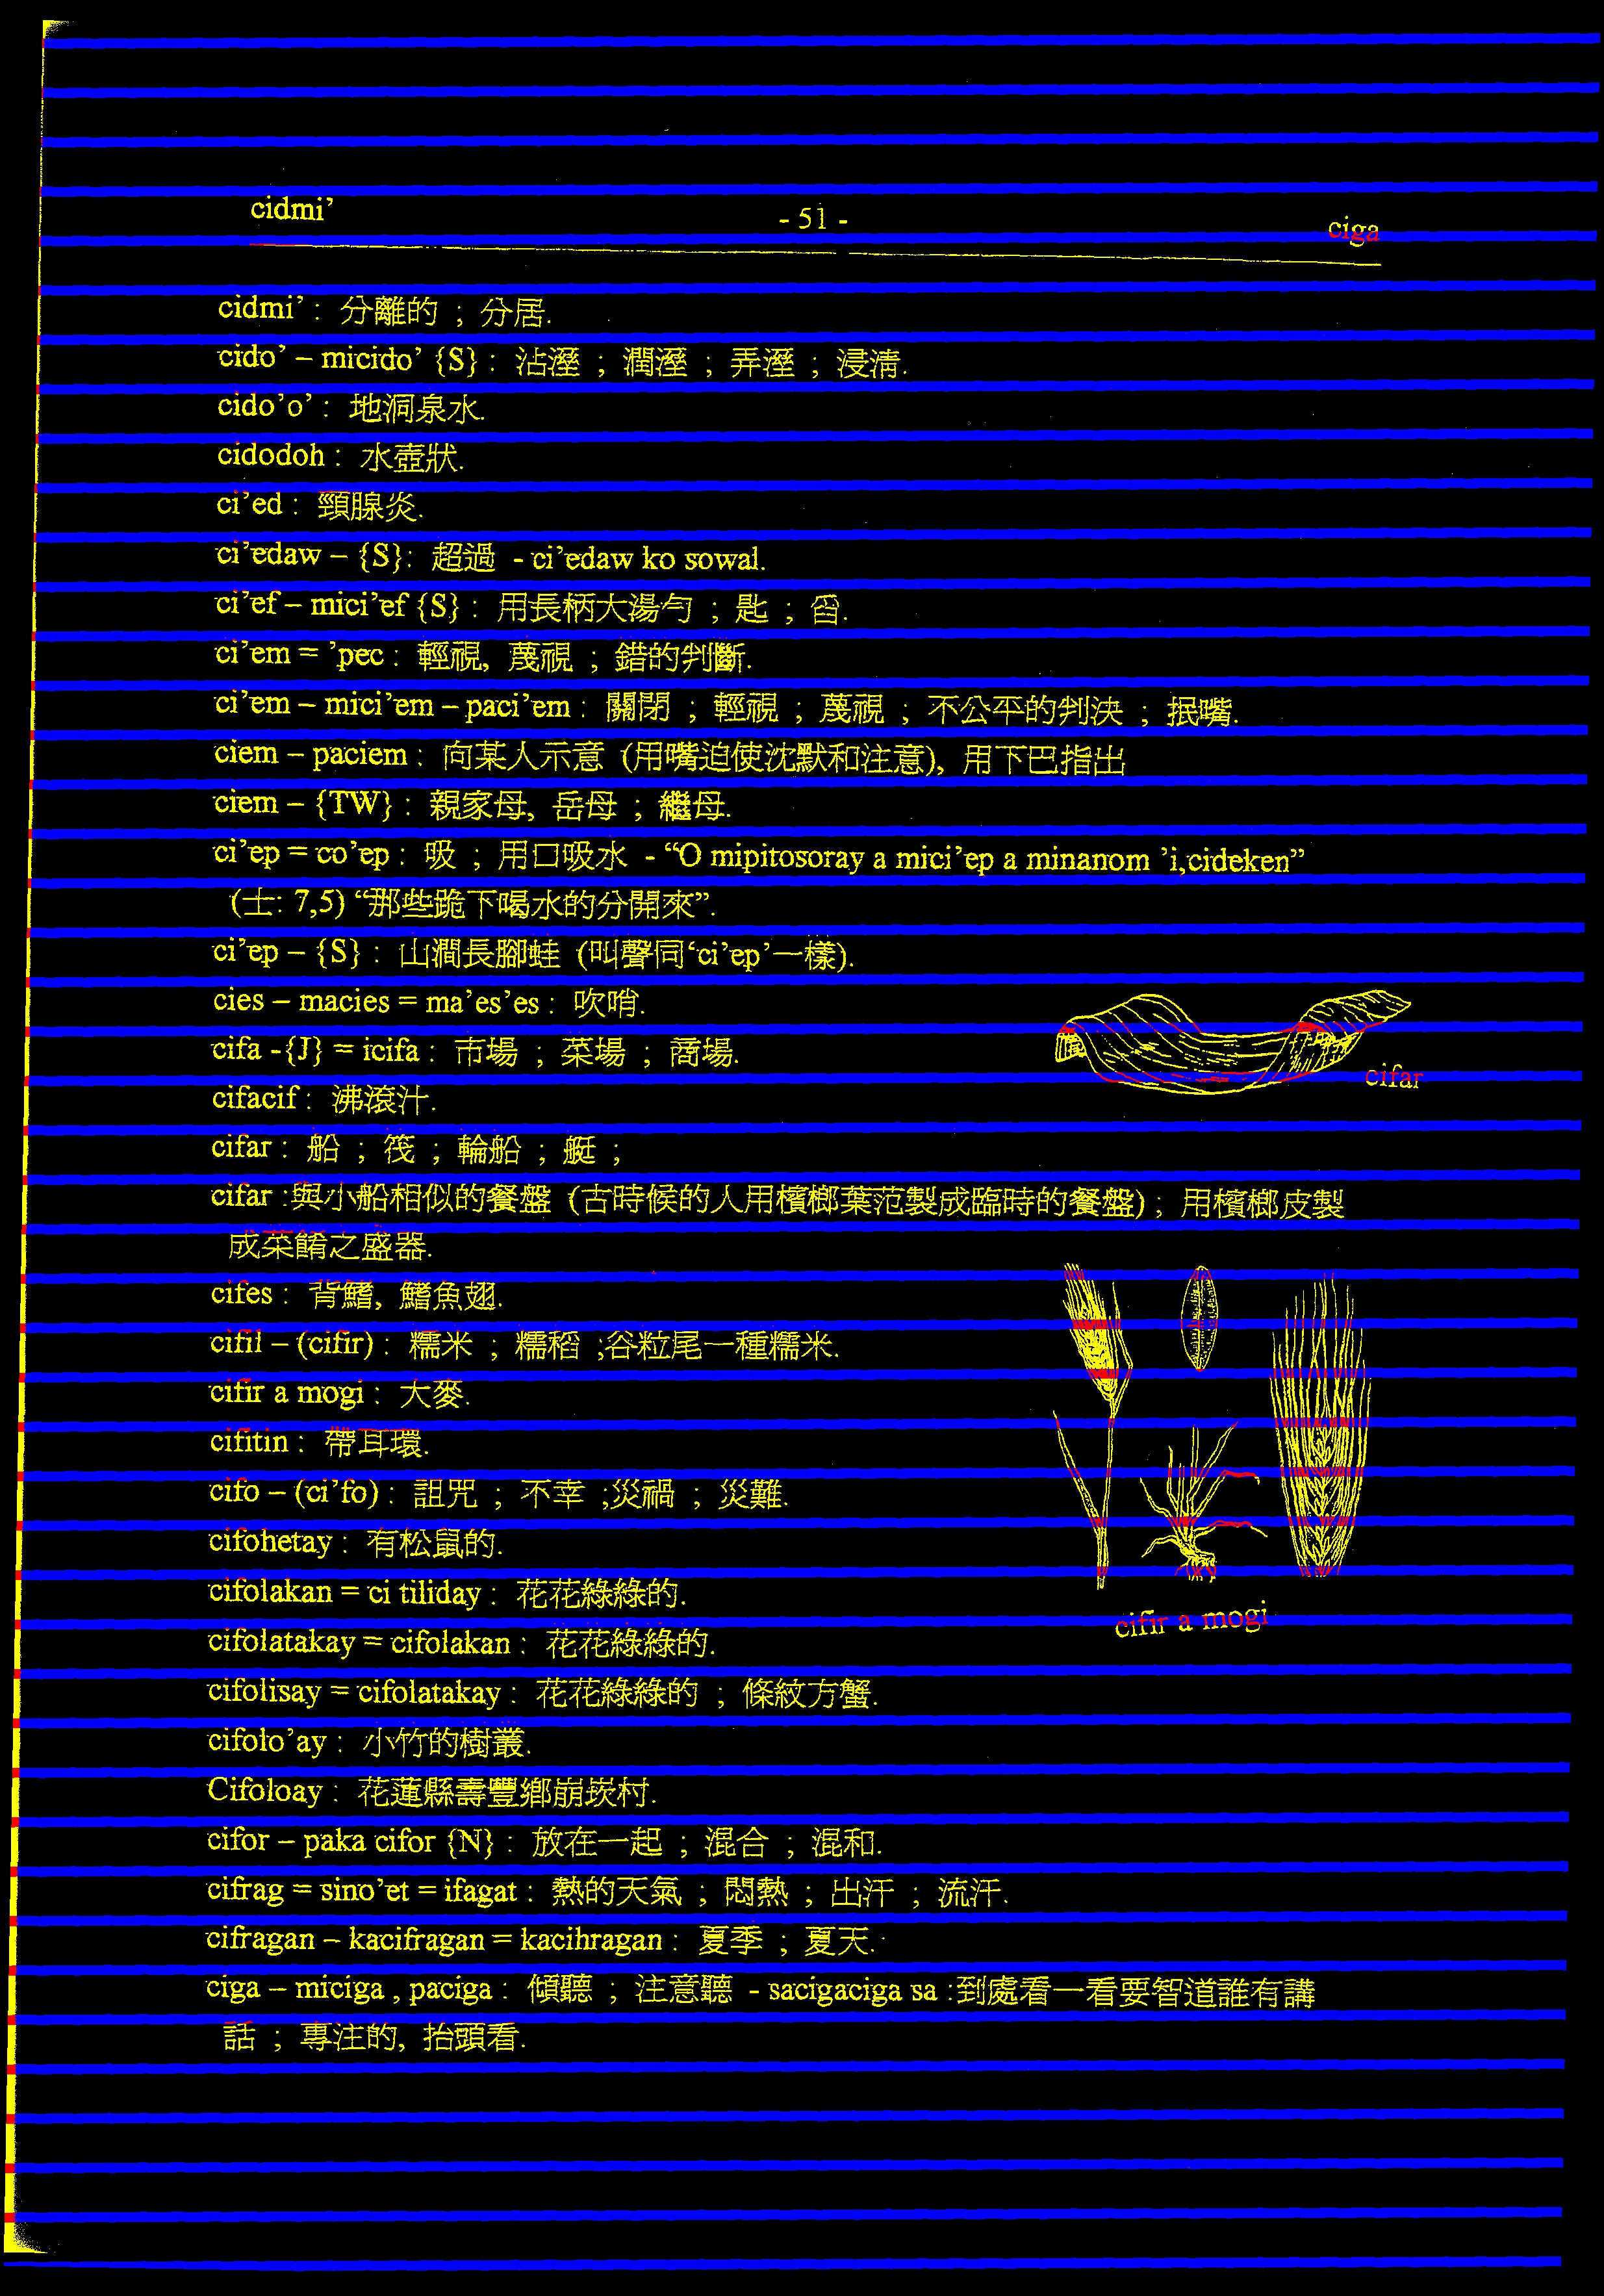 cidmi’ - 51 - ciga
cidmi’ : 分離的 ; 分居.
cido’ – micido’ {S} : 沾溼 ; 潤溼 ; 弄溼 ; 浸淸.
cido’o’ : 地洞泉水.
cidodoh : 水壺狀.
ci’ed : 頸腺炎.
ci’edaw – {S}: 超過 - ci’edaw ko sowal.
ci’ef – mici’ef {S} : 用長柄大湯勺 ; 匙 ; 舀.
ci’em = ’pec : 輕視, 蔑視 ; 錯的判斷.
ci’em – mici’em – paci’em : 關閉 ; 輕視 ; 蔑視 ; 不公平的判決 ; 抿嘴.
ciem – paciem : 向某人示意 (用嘴迫使沈默和注意), 用下巴指出
ciem – {TW} : 親家母, 岳母 ; 繼母.
ci’ep = co’ep : 吸 ; 用口吸水 - “O mipitosoray a mici’ep a minanom ’i,cideken”
(士: 7,5) “那些跪下喝水的分開來”.
ci’ep – {S} : 山澗長腳蛙 (叫聲同‘ci’ep’一樣).
cies – macies = ma’es’es : 吹哨.
cifa -{J} = icifa : 市場 ; 菜場 ; 商場.
cifacif : 沸滾汁.
cifar
cifar : 船 ; 筏 ; 輪船 ; 艇 ;
cifar :與小船相似的餐盤 (古時候的人用檳榔葉范製成臨時的餐盤) ; 用檳榔皮製
成菜餚之盛器.
cifes : 背鰭, 鰭魚翅.
cifil – (cifir) : 糯米 ; 糯稻 ;谷粒尾一種糯米.
cifir a mogi : 大麥.
cifitin : 帶耳環.
cifo – (ci’fo) : 詛咒 ; 不幸 ;災禍 ; 災難.
cifohetay : 有松鼠的.
cifolakan = ci tiliday : 花花綠綠的.
cifir a mogi
cifolatakay = cifolakan : 花花綠綠的.
cifolisay = cifolatakay : 花花綠綠的 ; 條紋方蟹.
cifolo’ay : 小竹的樹叢.
Cifoloay : 花蓮縣壽豐鄉崩崁村.
cifor – paka cifor {N} : 放在一起 ; 混合 ; 混和.
cifrag = sino’et = ifagat : 熱的天氣 ; 悶熱 ; 出汗 ; 流汗.
cifragan – kacifragan = kacihragan : 夏季 ; 夏天.
ciga – miciga , paciga : 傾聽 ; 注意聽 - sacigaciga sa :到處看一看要智道誰有講
話 ; 專注的, 抬頭看.